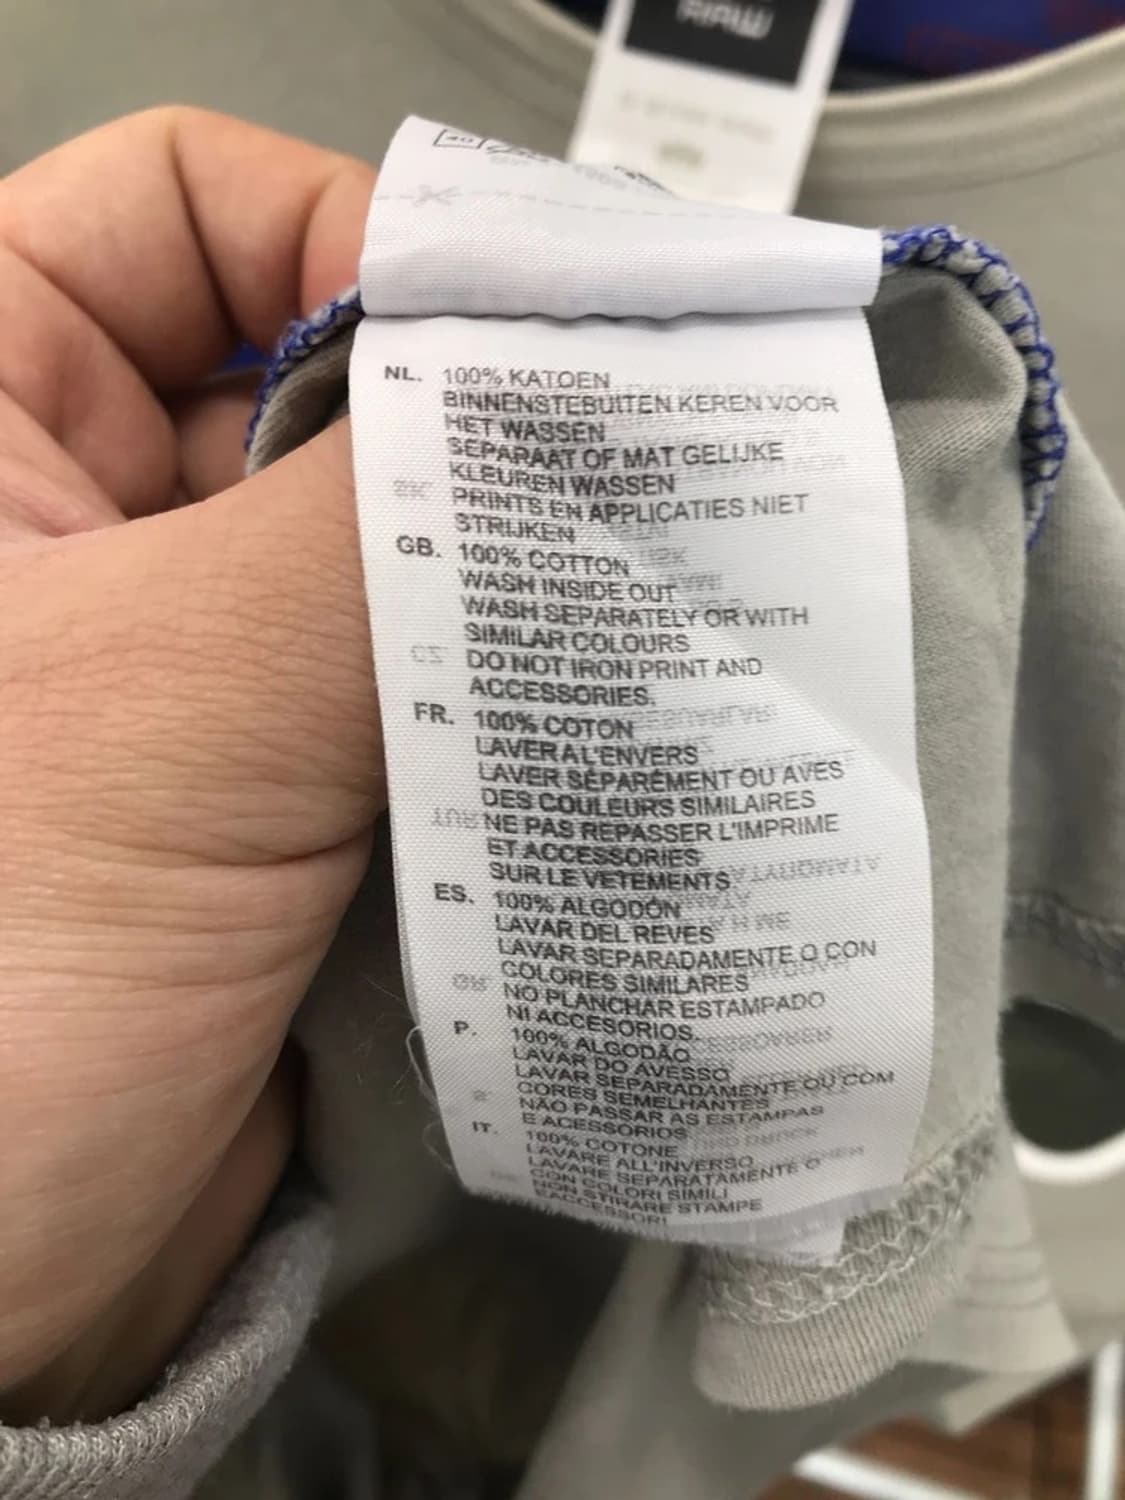 RAW
40
NL. 100% KATOEN
BINNENSTEBUITEN KEREN VOOR
HET WASSEN
SEPARAAT OF MAT GELIJKE
KLEUREN WASSEN
PRINTS EN APPLICATIES NIET
STRIJKEN
GB. 100% COTTON
WASH INSIDE OUT
WASH SEPARATELY OR WITH
SIMILAR COLOURS
DO NOT IRON PRINT AND
ACCESSORIES.
FR. 100% COTON
LAVER A L'ENVERS
LAVER SÉPARÉMENT OU AVES
DES COULEURS SIMILAIRES
NE PAS REPASSER L'IMPRIME
ET ACCESSORIES
SUR LE VETEMENTS
ES. 100% ALGODÓN
LAVAR DEL REVES
LAVAR SEPARADAMENTE O CON
COLORES SIMILARES
NO PLANCHAR ESTAMPADO
NI ACCESORIOS.
P. 100% ALGODÃO
LAVAR DO AVESSO
LAVAR SEPARADAMENTE OU COM
CORES SEMELHANTES
NÃO PASSAR AS ESTAMPAS
E ACESSORIOS
IT. 100% COTONE
LAVARE ALL'INVERSO
LAVARE SEPARATAMENTE O
CON COLORI SIMILI
NON STIRARE STAMPE
E ACCESSORI